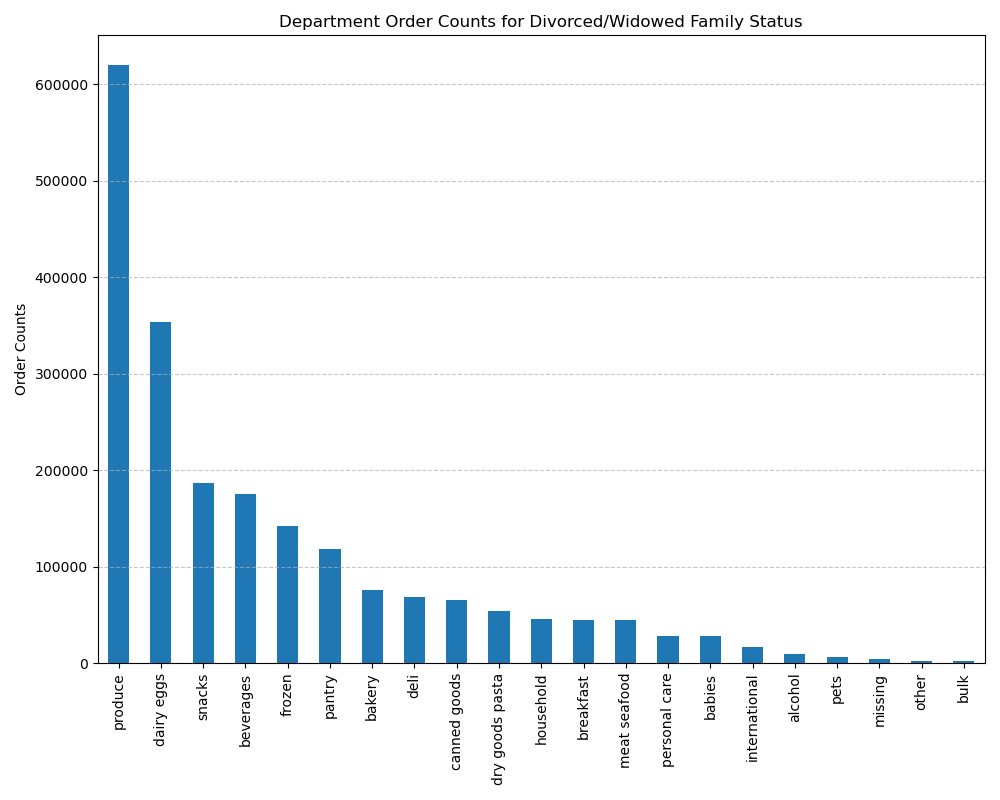 Department Order Counts for Divorced/Widowed Family Status
600000
500000
400000
300000
200000
100000
0
Order Counts
produce
dairy eggs
snacks
beverages
frozen
pantry
bakery
deli
canned goods
dry goods pasta
household
breakfast
meat seafood
personal care
babies
international
alcohol
pets
missing
other
bulk